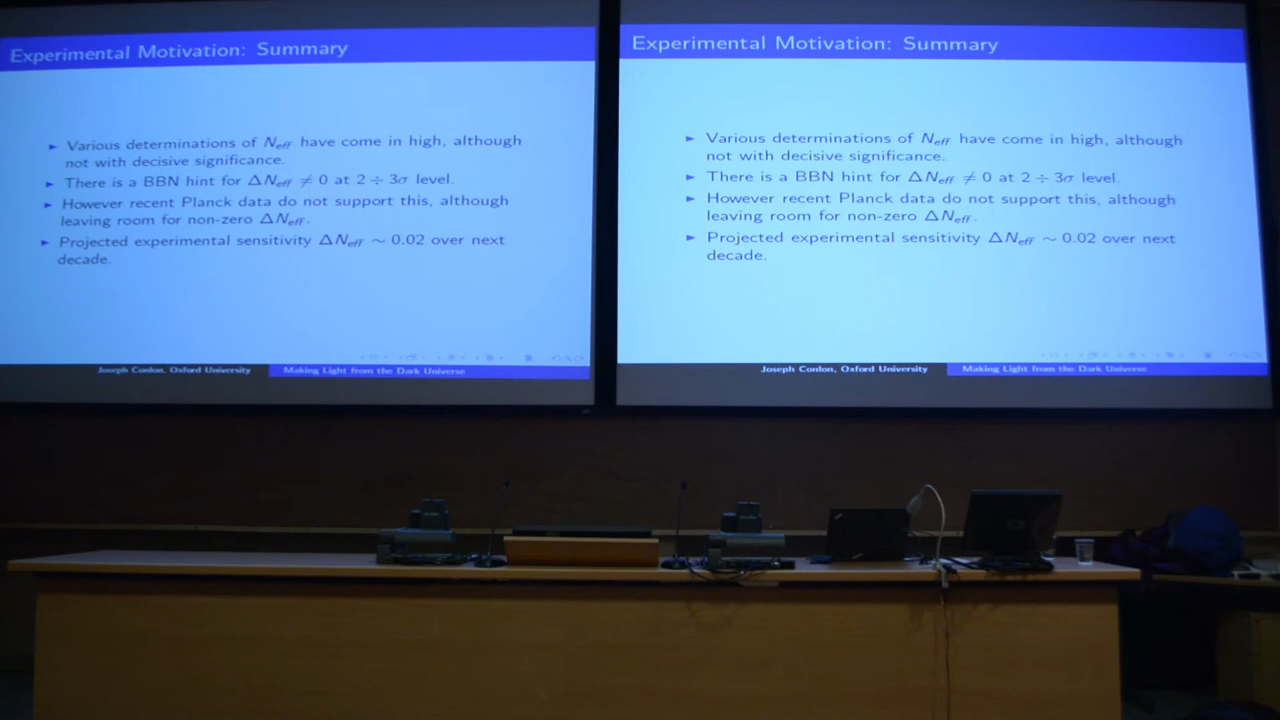 Experimental Motivation: Summary
► Various determinations of N_eff have come in high, although
not with decisive significance.
► There is a BBN hint for ΔN_eff ≠ 0 at 2 ÷ 3σ level.
► However recent Planck data do not support this, although
leaving room for non-zero ΔN_eff.
► Projected experimental sensitivity ΔN_eff ∼ 0.02 over next
decade.
Joseph Conlon, Oxford University
Making Light from the Dark Universe
Experimental Motivation: Summary
► Various determinations of N_eff have come in high, although
not with decisive significance.
► There is a BBN hint for ΔN_eff ≠ 0 at 2 ÷ 3σ level.
► However recent Planck data do not support this, although
leaving room for non-zero ΔN_eff.
► Projected experimental sensitivity ΔN_eff ∼ 0.02 over next
decade.
Joseph Conlon, Oxford University
Making Light from the Dark Universe